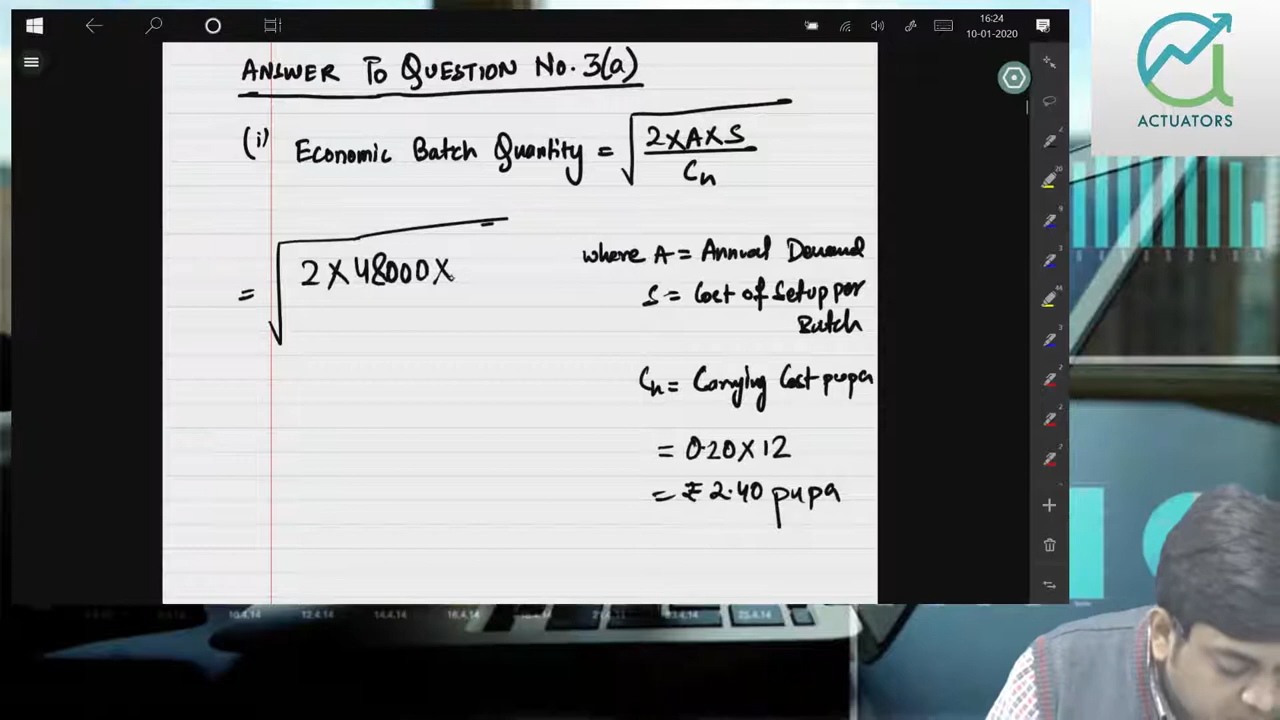 16:24
10-01-2020
ACTUATORS
ANSWER TO QUESTION NO. 3(a)
(i) Economic Batch Quantity = √ 2×A×S / Cn
= √ 2 × 48000 ×
where A = Annual Demand
S = Cost of Setup per
Batch
Cn = Carrying Cost pupa
= 0.20 × 12
= ₹ 2.40 pupa